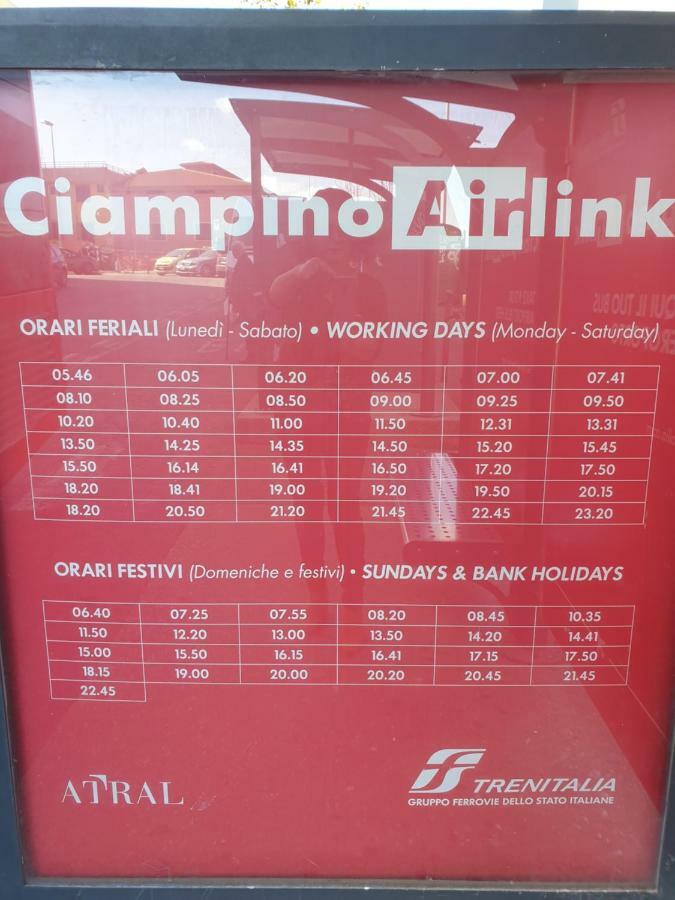 Ciampino Airlink
ORARI FERIALI (Lunedì - Sabato) • WORKING DAYS (Monday - Saturday)
05.46 06.05 06.20 06.45 07.00 07.41
08.10 08.25 08.50 09.00 09.25 09.50
10.20 10.40 11.00 11.50 12.31 13.31
13.50 14.25 14.35 14.50 15.20 15.45
15.50 16.14 16.41 16.50 17.20 17.50
18.20 18.41 19.00 19.20 19.50 20.15
18.20 20.50 21.20 21.45 22.45 23.20
ORARI FESTIVI (Domeniche e festivi) • SUNDAYS & BANK HOLIDAYS
06.40 07.25 07.55 08.20 08.45 10.35
11.50 12.20 13.00 13.50 14.20 14.41
15.00 15.50 16.15 16.41 17.15 17.50
18.15 19.00 20.00 20.20 20.45 21.45
22.45
ATRAL
TRENITALIA
GRUPPO FERROVIE DELLO STATO ITALIANE